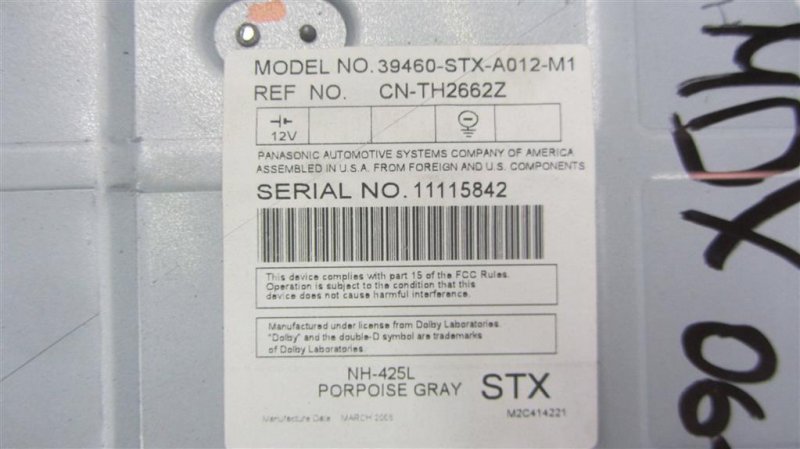 MODEL NO. 39460-STX-A012-M1
REF NO. CN-TH2662Z
12V
PANASONIC AUTOMOTIVE SYSTEMS COMPANY OF AMERICA
ASSEMBLED IN U.S.A. FROM FOREIGN AND U.S. COMPONENTS
SERIAL NO. 11115842
This device complies with part 15 of the FCC Rules.
Operation is subject to the condition that this
device does not cause harmful interference.
Manufactured under license from Dolby Laboratories.
"Dolby" and the double-D symbol are trademarks
of Dolby Laboratories.
NH-425L
PORPOISE GRAY STX
Manufacture Date MARCH
M2C414221
MDX 06-